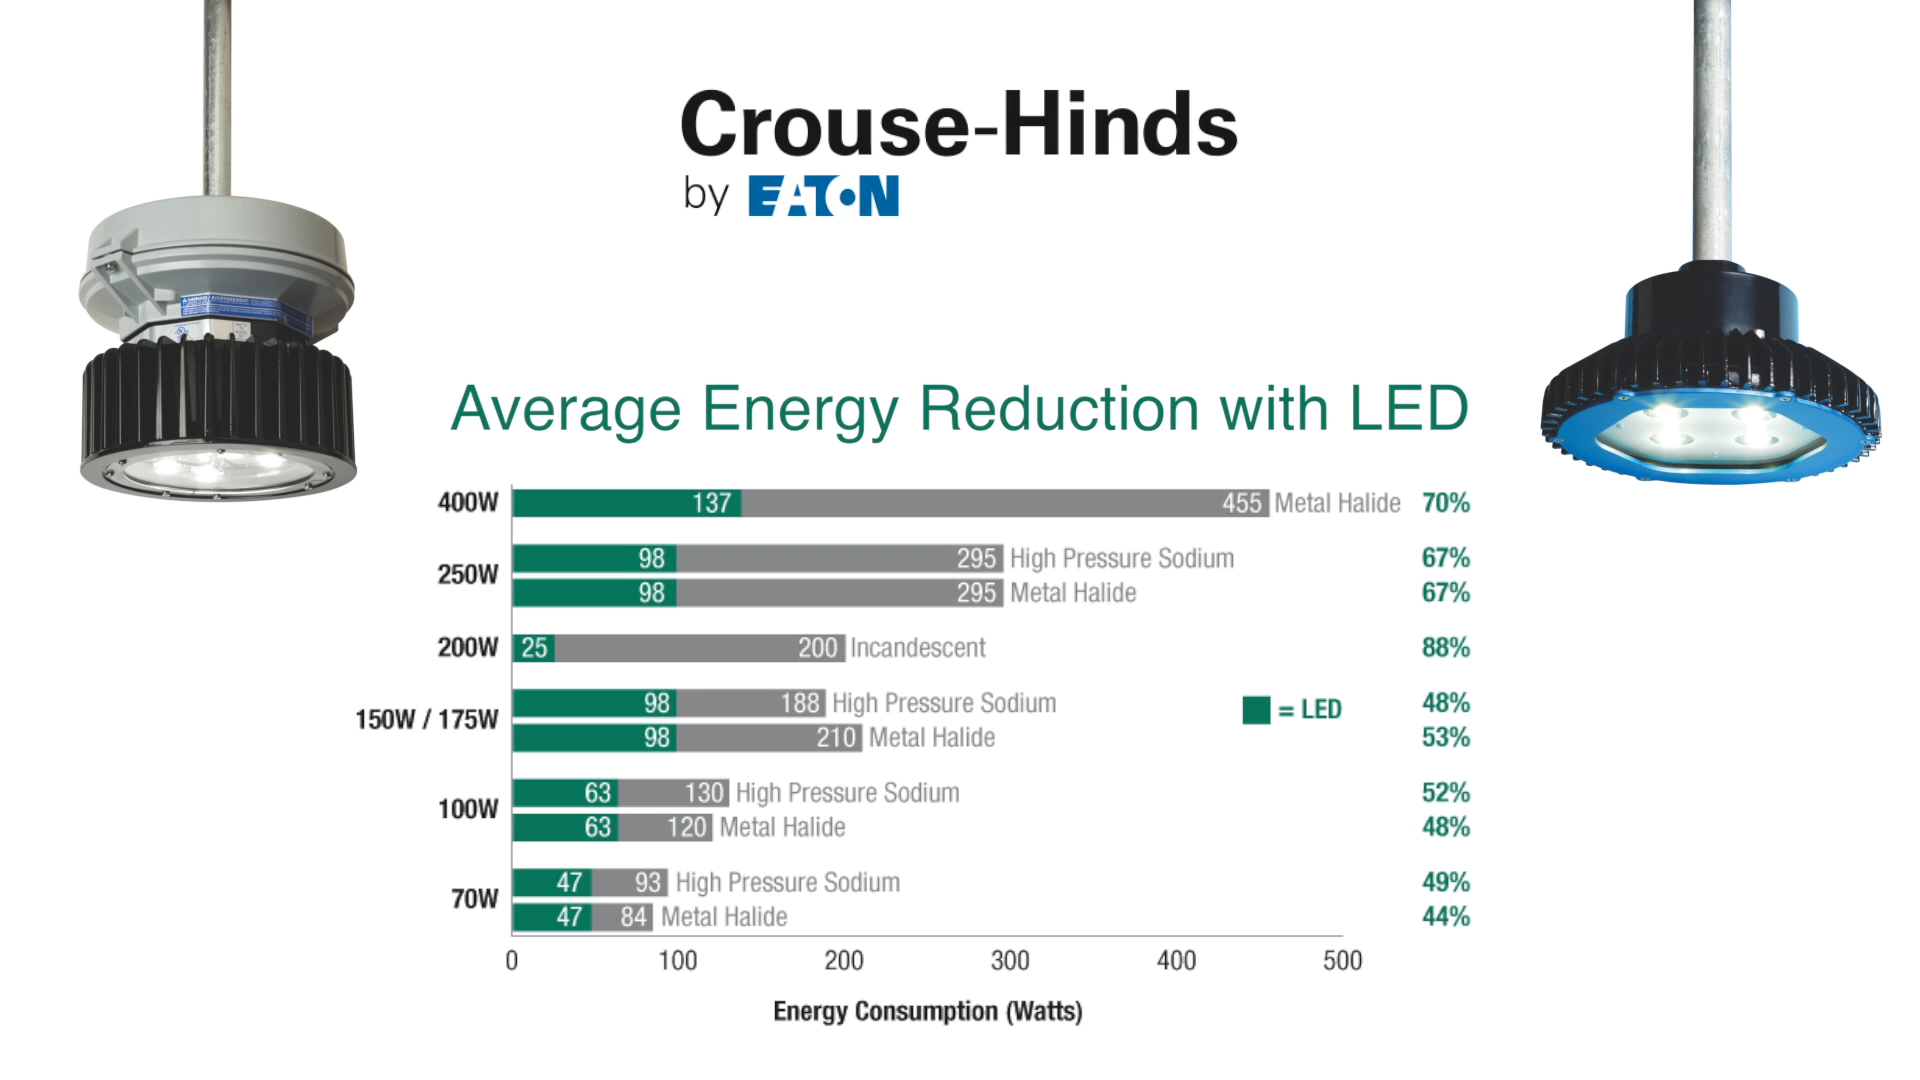 Crouse-Hinds
by EATON
Average Energy Reduction with LED
400W 137 455 Metal Halide 70%
250W
98 295 High Pressure Sodium 67%
98 295 Metal Halide 67%
200W 25 200 Incandescent 88%
150W / 175W
98 188 High Pressure Sodium 48%
= LED
98 210 Metal Halide 53%
100W
63 130 High Pressure Sodium 52%
63 120 Metal Halide 48%
70W
47 93 High Pressure Sodium 49%
47 84 Metal Halide 44%
0 100 200 300 400 500
Energy Consumption (Watts)